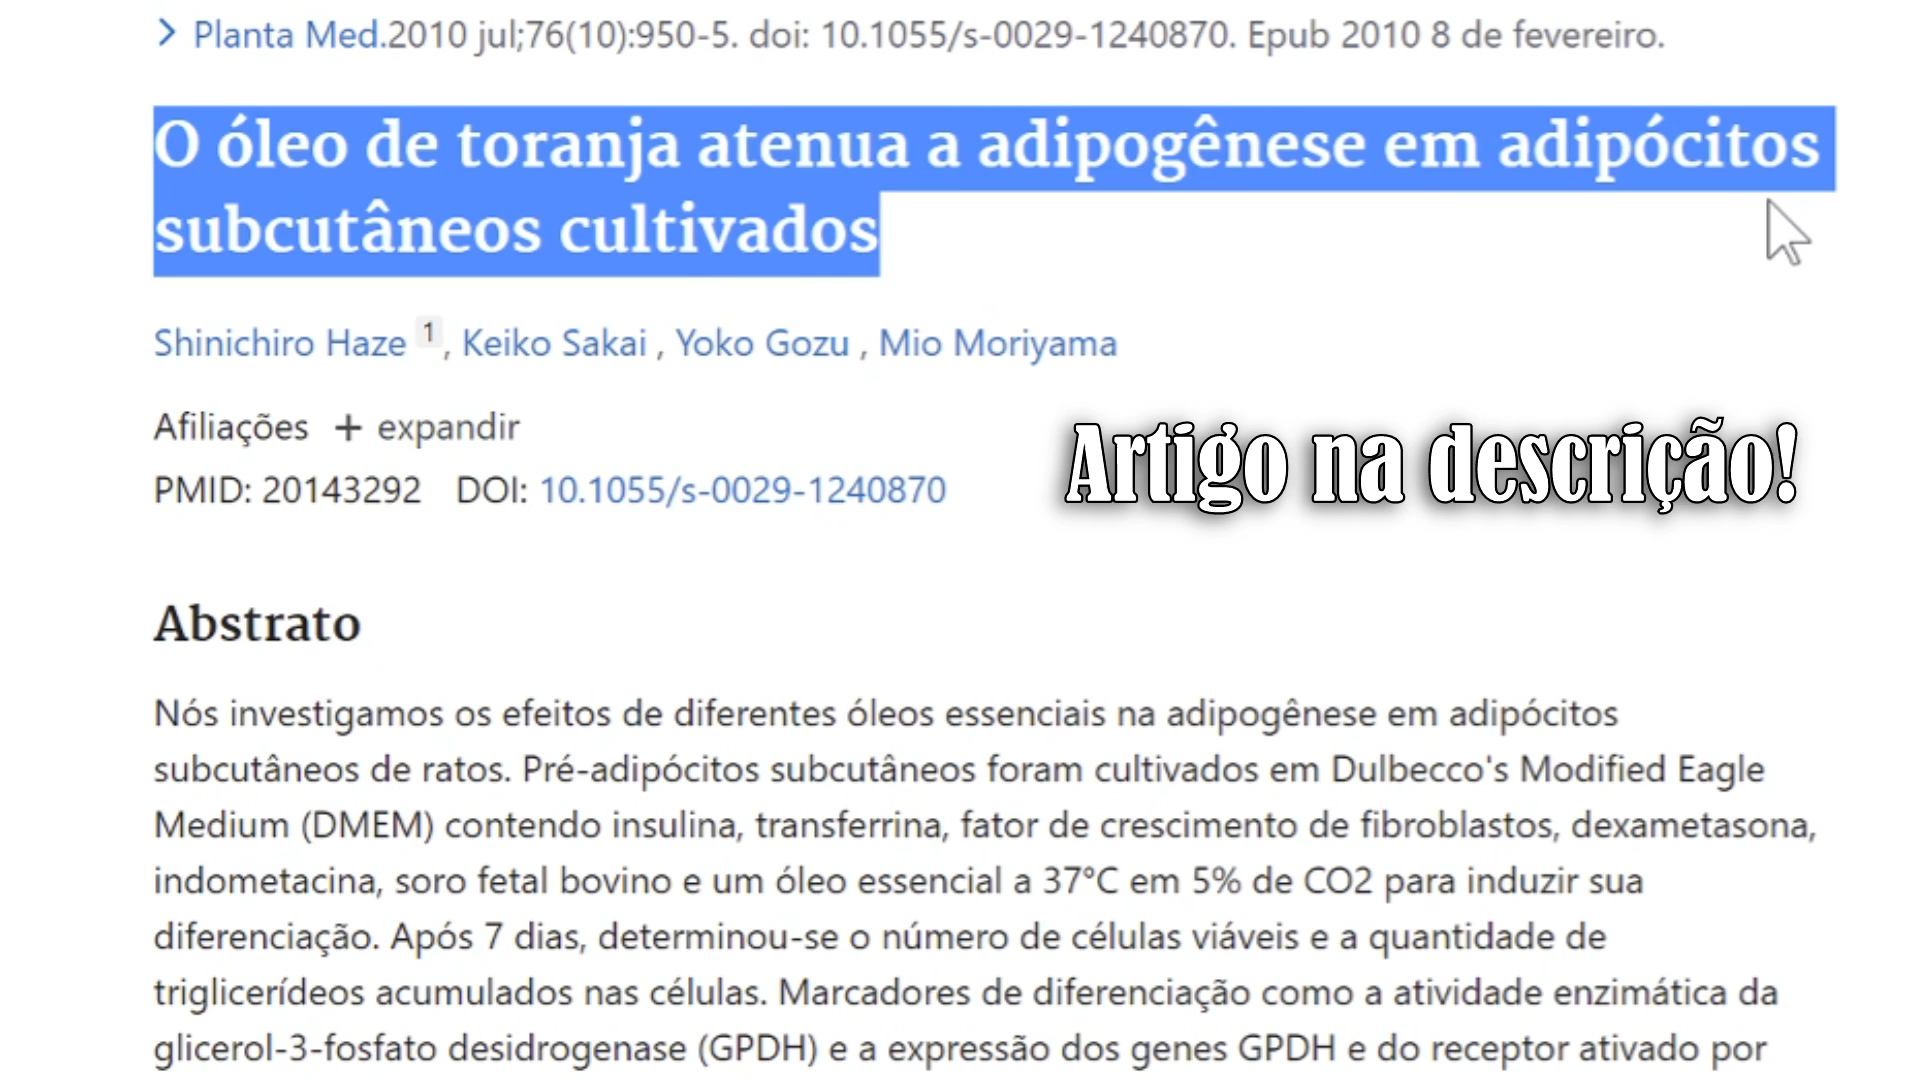 Planta Med.2010 jul;76(10):950-5. doi: 10.1055/s-0029-1240870. Epub 2010 8 de fevereiro.
O óleo de toranja atenua a adipogênese em adipócitos
subcutâneos cultivados
Shinichiro Haze 1, Keiko Sakai , Yoko Gozu , Mio Moriyama
Afiliações + expandir
PMID: 20143292 DOI: 10.1055/s-0029-1240870
Artigo na descrição!
Abstrato
Nós investigamos os efeitos de diferentes óleos essenciais na adipogênese em adipócitos
subcutâneos de ratos. Pré-adipócitos subcutâneos foram cultivados em Dulbecco's Modified Eagle
Medium (DMEM) contendo insulina, transferrina, fator de crescimento de fibroblastos, dexametasona,
indometacina, soro fetal bovino e um óleo essencial a 37°C em 5% de CO2 para induzir sua
diferenciação. Após 7 dias, determinou-se o número de células viáveis e a quantidade de
triglicerídeos acumulados nas células. Marcadores de diferenciação como a atividade enzimática da
glicerol-3-fosfato desidrogenase (GPDH) e a expressão dos genes GPDH e do receptor ativado por